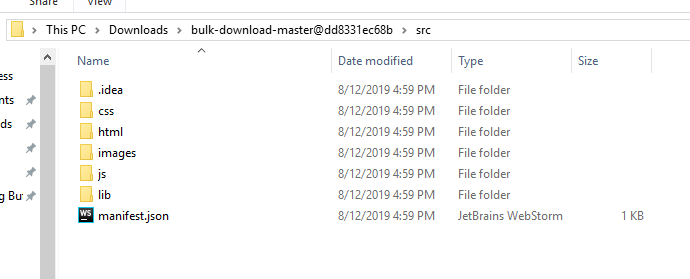 Share View
This PC > Downloads > bulk-download-master@dd8331ec68b > src
Name Date modified Type Size
.idea 8/12/2019 4:59 PM File folder
css 8/12/2019 4:59 PM File folder
html 8/12/2019 4:59 PM File folder
images 8/12/2019 4:59 PM File folder
js 8/12/2019 4:59 PM File folder
lib 8/12/2019 4:59 PM File folder
manifest.json 8/12/2019 4:59 PM JetBrains WebStorm 1 KB
ess
nts
ds
g Bu